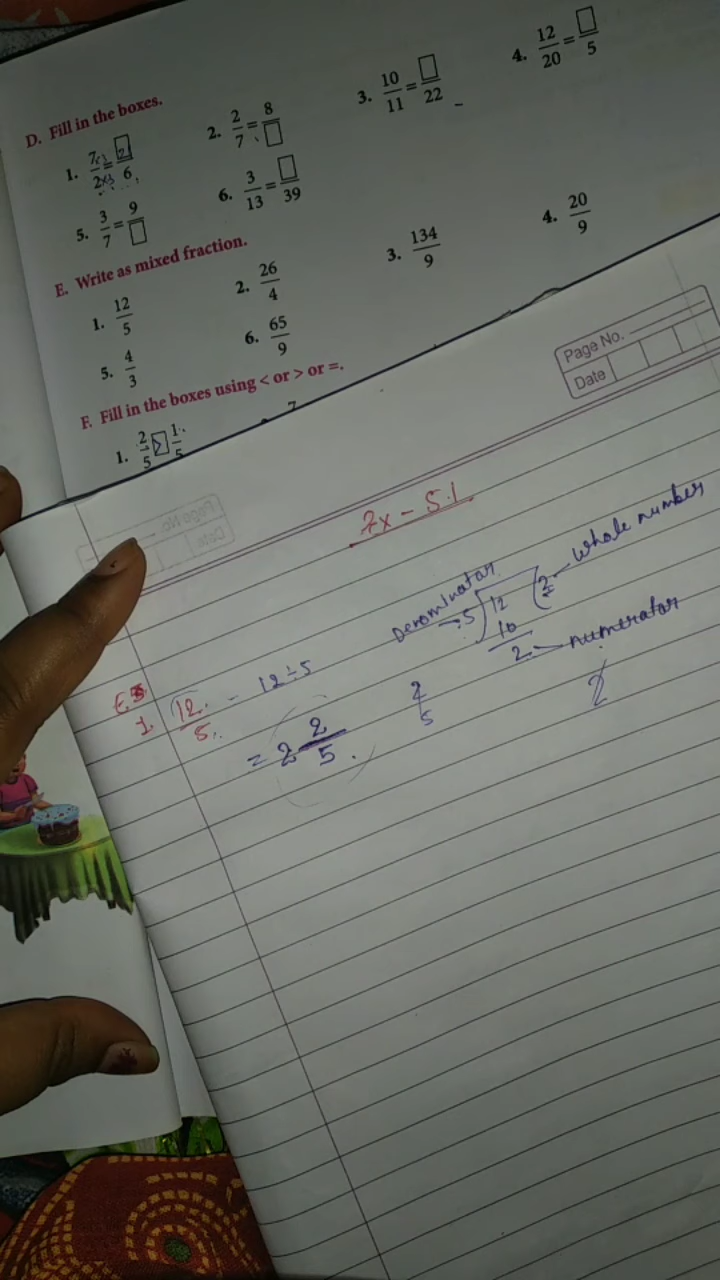 D. Fill in the boxes.
1. 7/2 = 21/6
2. 2/7 = 8/□
3. 10/11 = □/22
4. 12/20 = □/5
5. 3/7 = 9/□
6. 3/13 = □/39
E. Write as mixed fraction.
1. 12/5
2. 26/4
3. 134/9
4. 20/9
5. 4/3
6. 65/9
F. Fill in the boxes using < or > or =.
1. 2/5 > 1/5
7
Page No.
Date
5.1
Denominator → 5) 12 (2 — Whole number
10
2 → numerator
1. 12/5 - 12÷5
= 2 2/5.
2/5
2